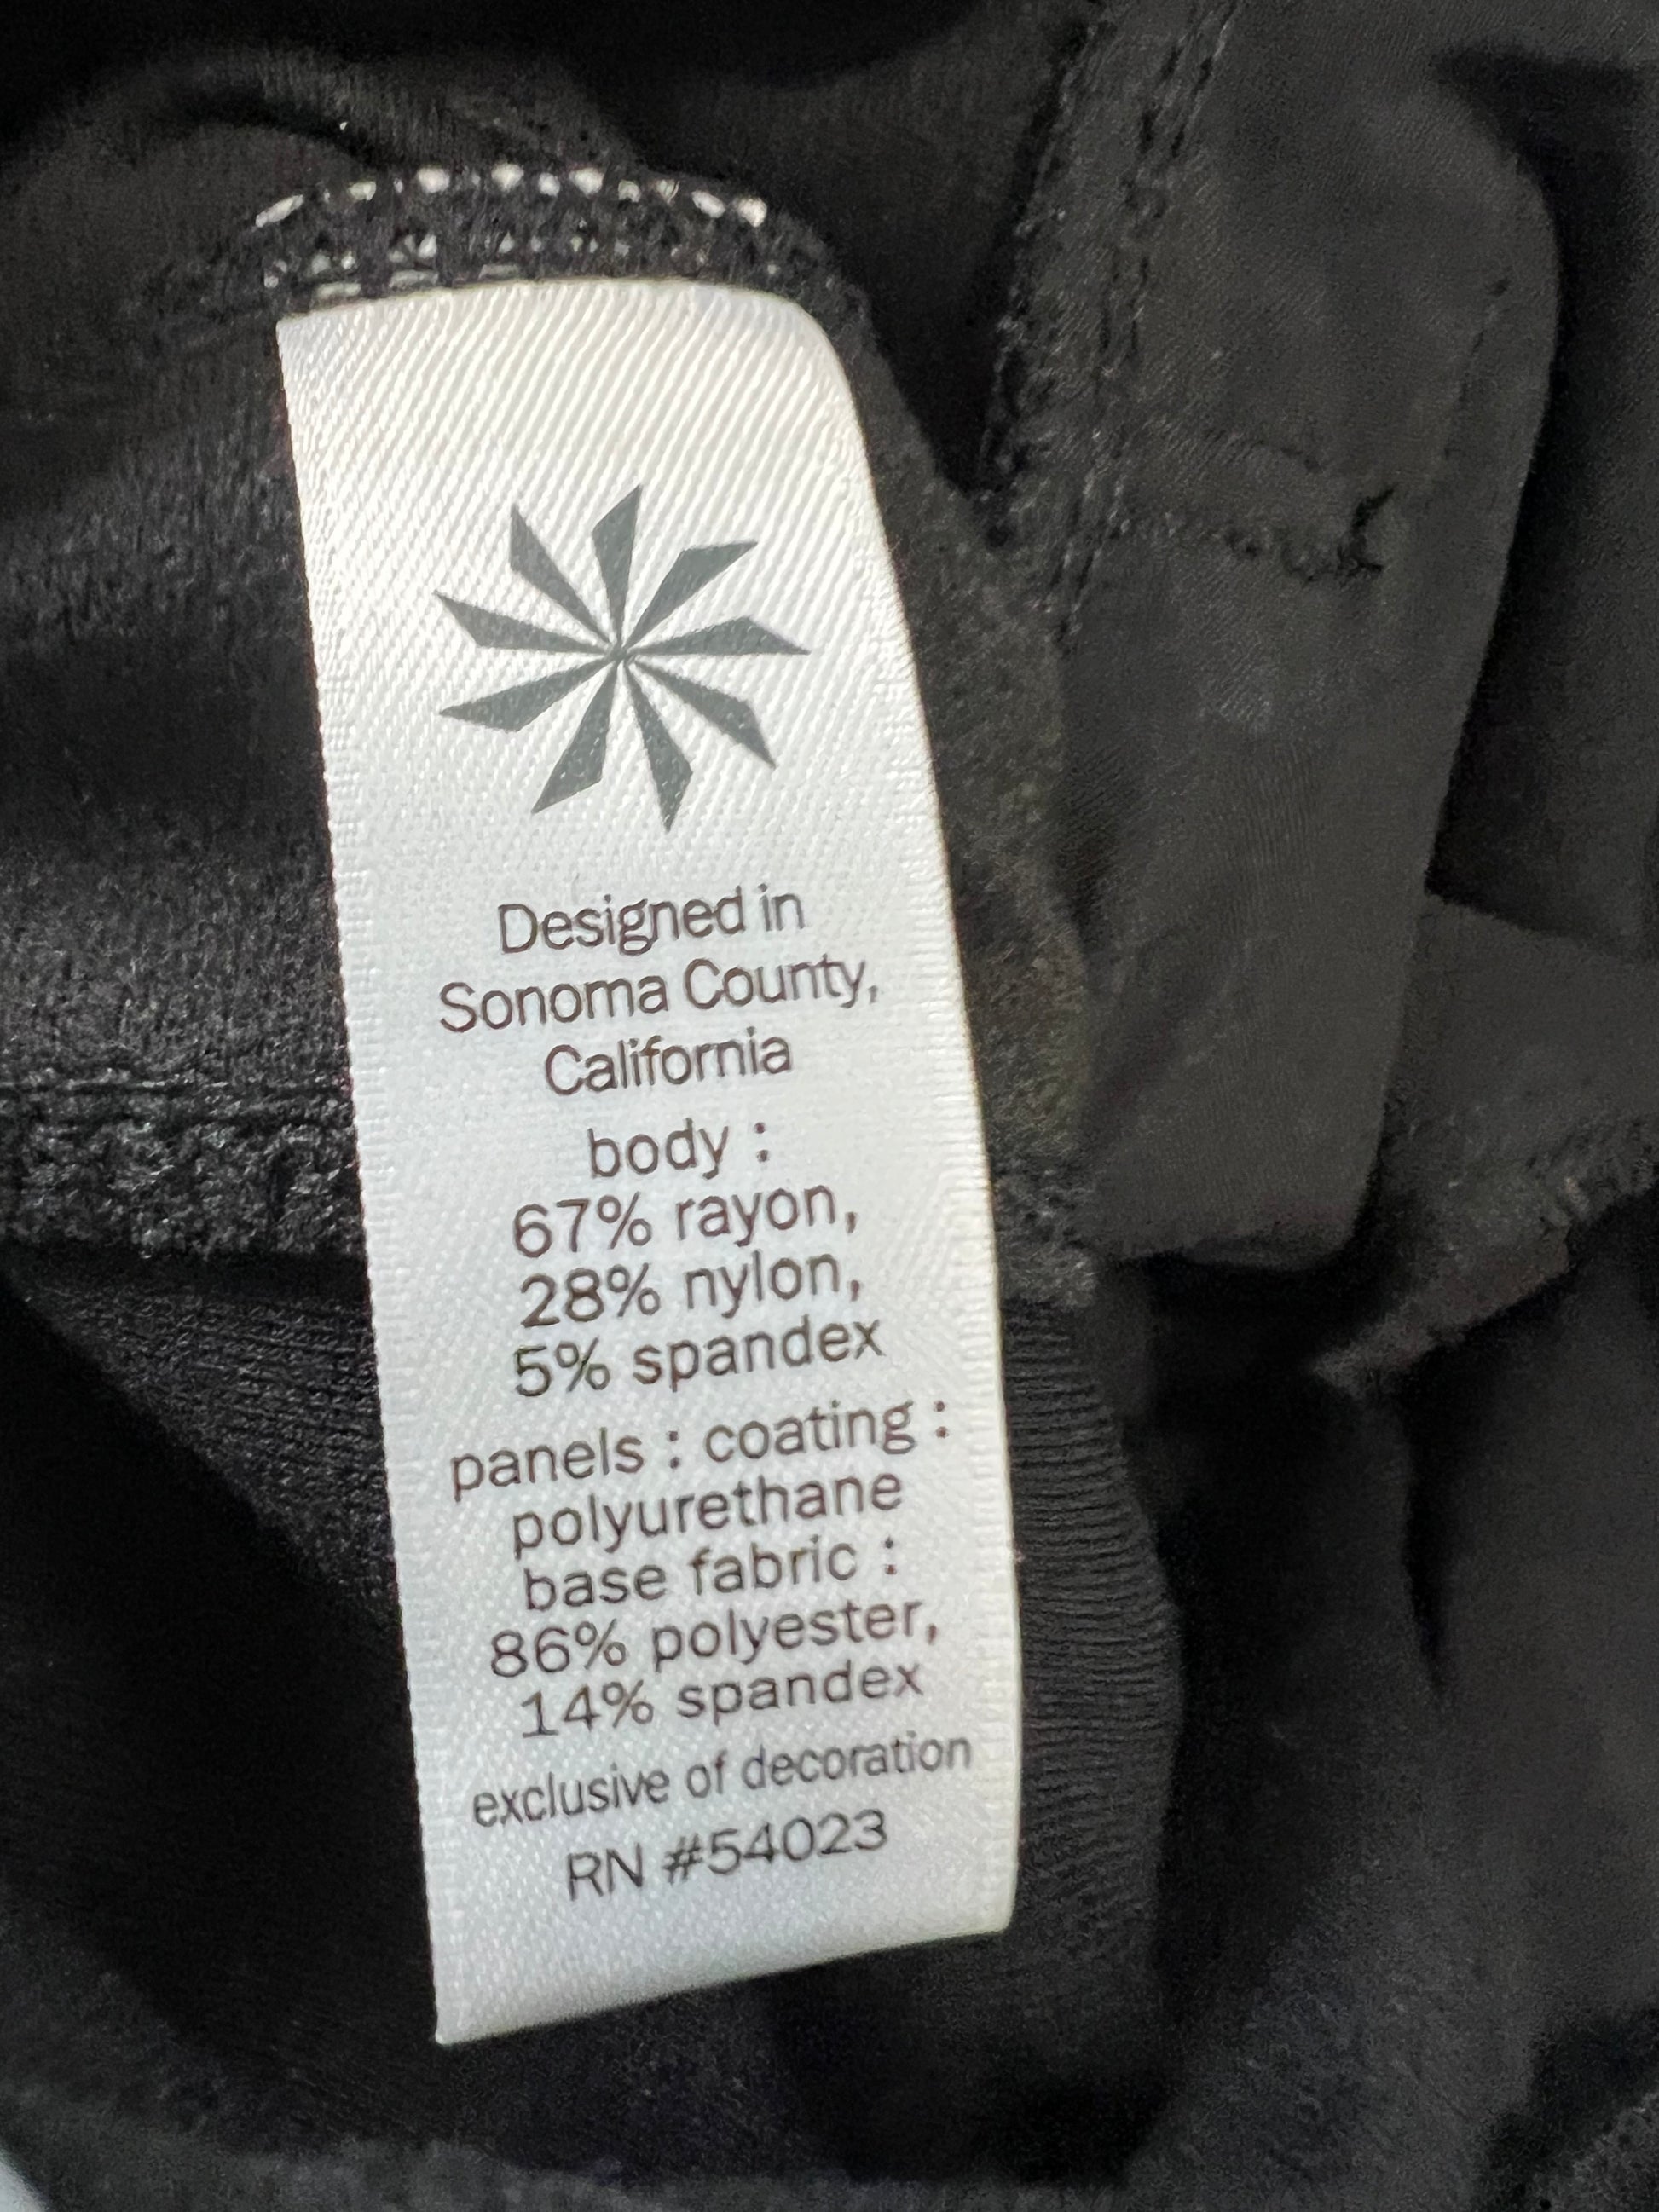 Designed in
Sonoma County,
California
body :
67% rayon,
28% nylon,
5% spandex
panels : coating :
polyurethane
base fabric :
86% polyester,
14% spandex
exclusive of decoration
RN #54023